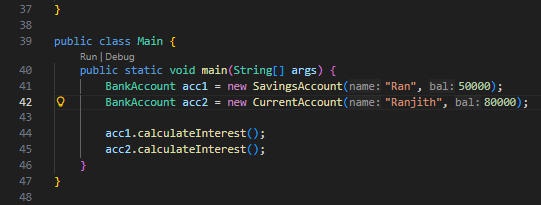 37 }
38
39 public class Main {
Run | Debug
40 public static void main(String[] args) {
41 BankAccount acc1 = new SavingsAccount(name: "Ran", bal: 50000);
42 BankAccount acc2 = new CurrentAccount(name: "Ranjith", bal: 80000);
43
44 acc1.calculateInterest();
45 acc2.calculateInterest();
46 }
47 }
48